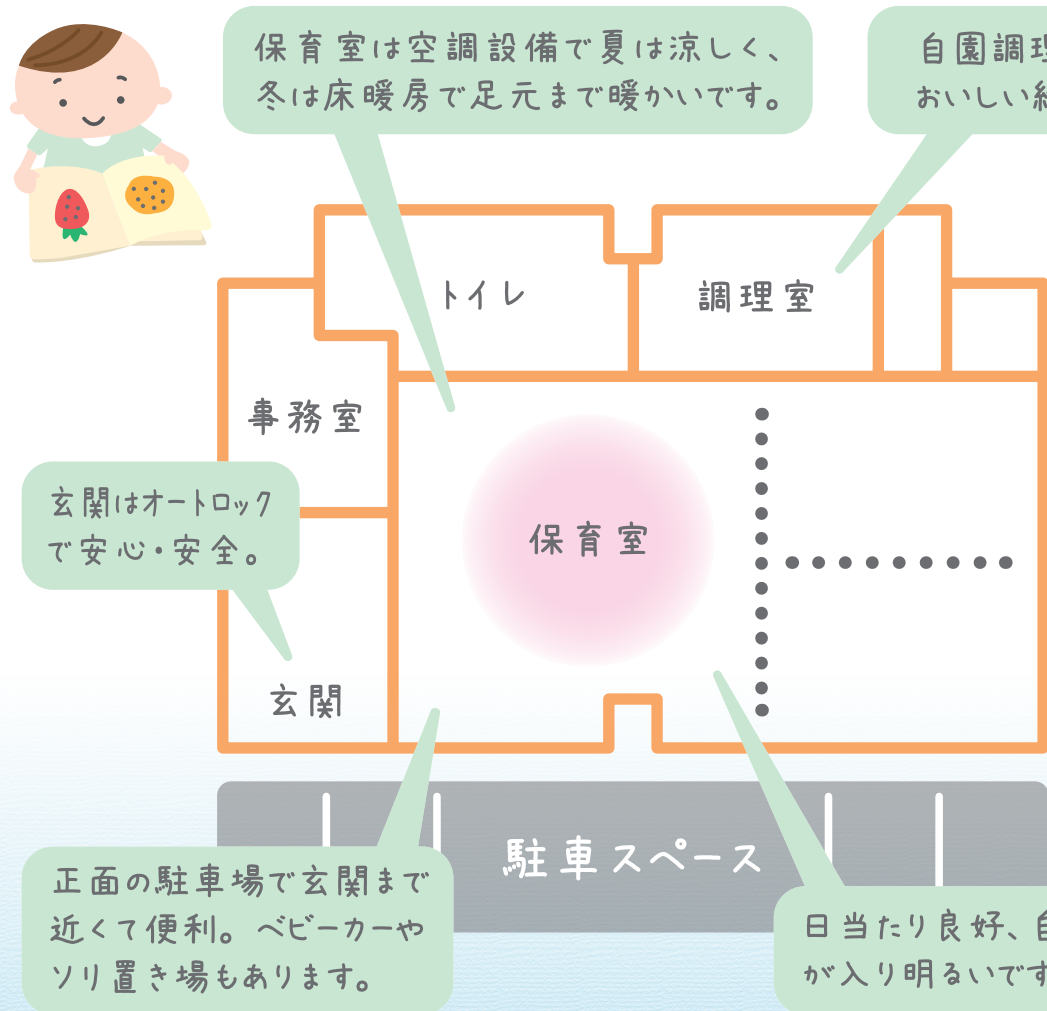 保育室は空調設備で夏は涼しく、
冬は床暖房で足元まで暖かいです。
自園調理
おいしい
トイレ
調理室
事務室
玄関はオートロック
で安心・安全。
保育室
玄関
駐車スペース
正面の駐車場で玄関まで
近くて便利。ベビーカーや
ソリ置き場もあります。
日当たり良好、
が入り明るいです